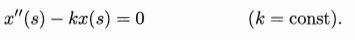 x''(s) − kx(s) = 0 (k = const).